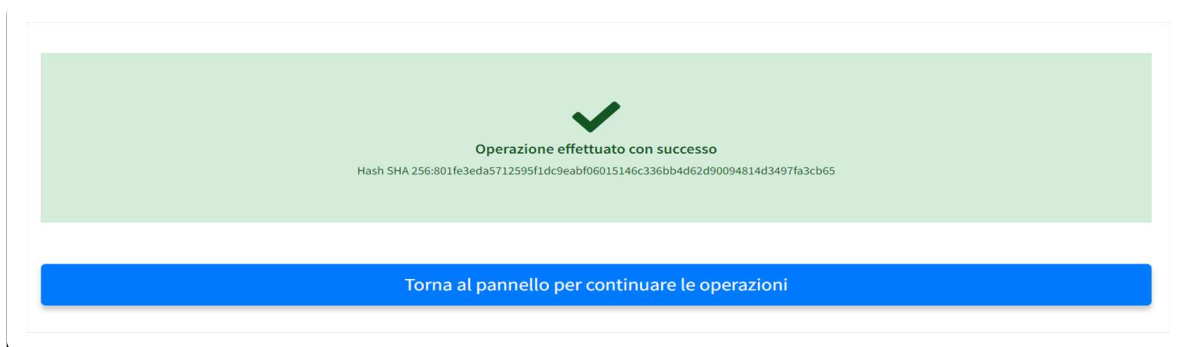 Operazione effettuato con successo
Hash SHA 256:801fe3eda5712595f1dc9eabf06015146c336bb4d62d90094814d3497fa3cb65
Torna al pannello per continuare le operazioni